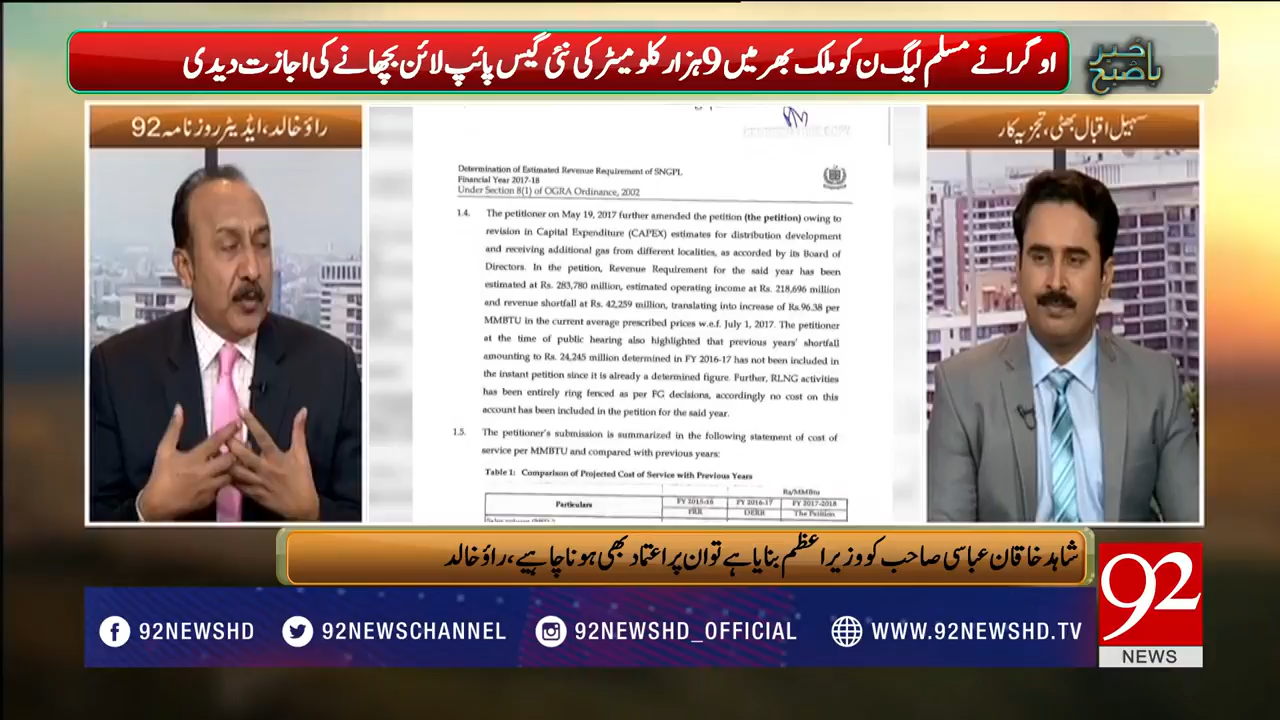 اوگرانے مسلم لیگ ن کو ملک بھر میں 9 ہزار کلومیٹر کی نئی گیس پائپ لائن بچھانے کی اجازت دیدی
باخبر صبح
راؤ خالد، ایڈیٹر روزنامہ 92
سہیل اقبال بھٹی، تجزیہ کار
Determination of Estimated Revenue Requirement of SNGPL
Financial Year 2017-18
Under Section 8(1) of OGRA Ordinance, 2002
1.4. The petitioner on May 19, 2017 further amended the petition (the petition) owing to
revision in Capital Expenditure (CAPEX) estimates for distribution development
and receiving additional gas from different localities, as accorded by its Board of
Directors. In the petition, Revenue Requirement for the said year has been
estimated at Rs. 283,780 million, estimated operating income at Rs. 218,696 million
and revenue shortfall at Rs. 42,259 million, translating into increase of Rs.96.38 per
MMBTU in the current average prescribed prices w.e.f. July 1, 2017. The petitioner
at the time of public hearing also highlighted that previous years' shortfall
amounting to Rs. 24,245 million determined in FY 2016-17 has not been included in
the instant petition since it is already a determined figure. Further, RLNG activities
has been entirely ring fenced as per FG decisions, accordingly no cost on this
account has been included in the petition for the said year.
1.5. The petitioner's submission is summarized in the following statement of cost of
service per MMBTU and compared with previous years:
Table 1: Comparison of Projected Cost of Service with Previous Years
Rs/MMBtu
Particulars FY 2015-16 FY 2016-17 FY 2017-2018
FRR DERR The Petition
شاہد خاقان عباسی صاحب کو وزیراعظم بنایا ہے تو ان پر اعتماد بھی ہونا چاہیے، راؤ خالد
92NEWSHD 92NEWSCHANNEL 92NEWSHD_OFFICIAL WWW.92NEWSHD.TV
92
NEWS